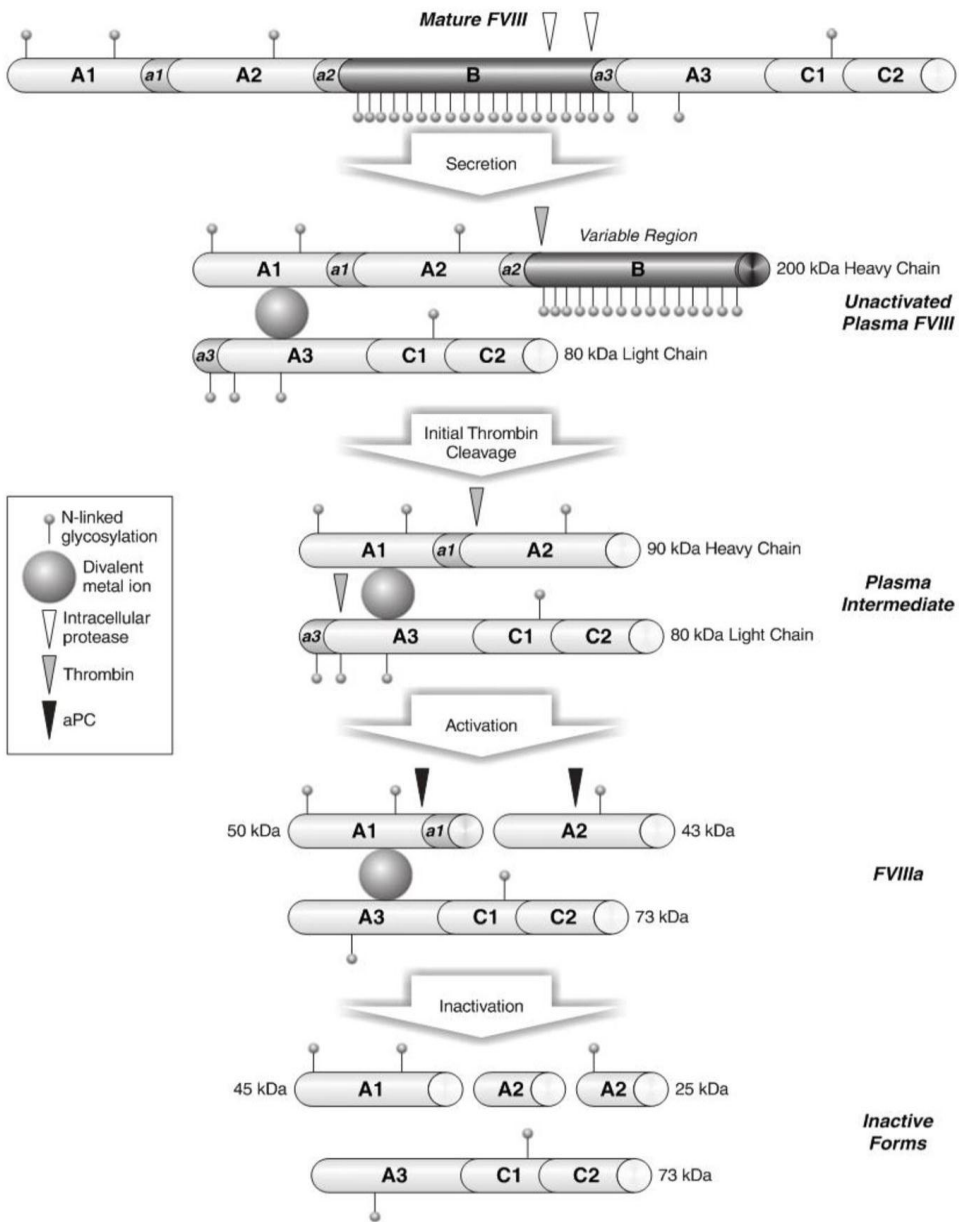 Mature FVIII
A1 a1 A2 a2 B a3 A3 C1 C2
Secretion
Variable Region
A1 a1 A2 a2 B 200 kDa Heavy Chain
Unactivated
Plasma FVIII
a3 A3 C1 C2 80 kDa Light Chain
Initial Thrombin
Cleavage
N-linked
glycosylation
Divalent
metal ion
Intracellular
protease
Thrombin
aPC
A1 a1 A2 90 kDa Heavy Chain
Plasma
Intermediate
a3 A3 C1 C2 80 kDa Light Chain
Activation
50 kDa A1 a1 A2 43 kDa
FVIIIa
A3 C1 C2 73 kDa
Inactivation
45 kDa A1 A2 A2 25 kDa
Inactive
Forms
A3 C1 C2 73 kDa